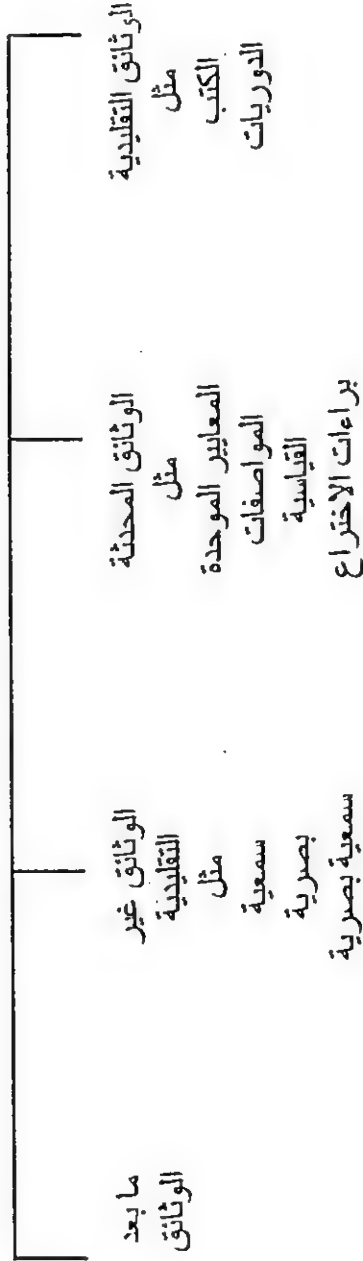 الوثائق التقليدية
مثل
الكتب
الدوريات
الوثائق المحدثة
مثل
المعايير الموحدة
المواصفات
القياسية
براءات الاختراع
الوثائق غير
التقليدية
مثل
سمعية
بصرية
سمعية بصرية
ما بعد
الوثائق